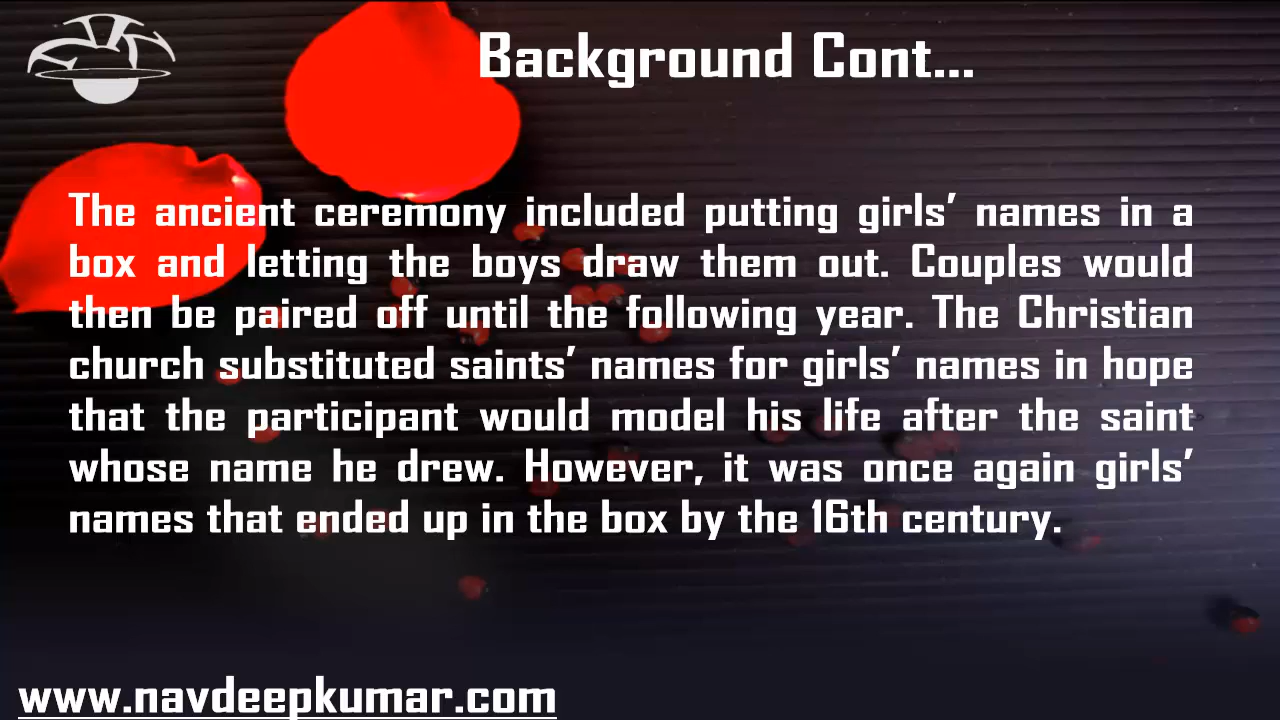 Background Cont...
The ancient ceremony included putting girls’ names in a
box and letting the boys draw them out. Couples would
then be paired off until the following year. The Christian
church substituted saints’ names for girls’ names in hope
that the participant would model his life after the saint
whose name he drew. However, it was once again girls’
names that ended up in the box by the 16th century.
www.navdeepkumar.com